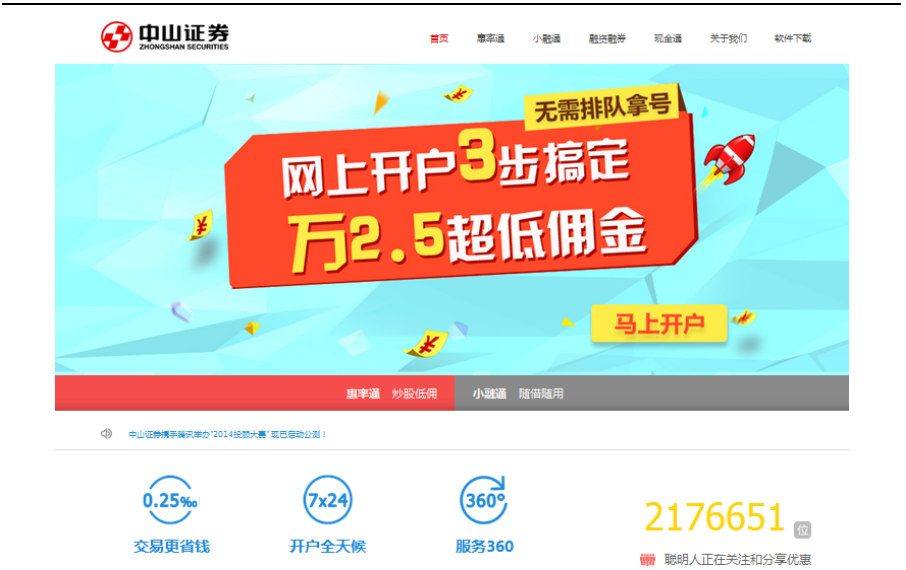 中山证券
ZHONGSHAN SECURITIES
首页 惠率通 小融通 融资融券 现金通 关于我们 软件下载
无需排队拿号
网上开户3步搞定
万2.5超低佣金
马上开户
惠率通 炒股低佣 小融通 随借随用
中山证券携手腾讯举办"2014投顾大赛" 现已启动公测！
0.25‰ 7x24 360°
交易更省钱 开户全天候 服务360
2176651 位
聪明人正在关注和分享优惠